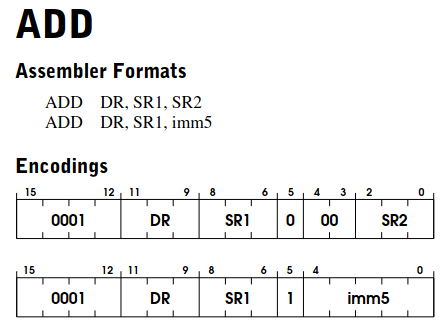 ADD
Assembler Formats
ADD DR, SR1, SR2
ADD DR, SR1, imm5
Encodings
15 12 11 9 8 6 5 4 3 2 0
0001 DR SR1 0 00 SR2
15 12 11 9 8 6 5 4 0
0001 DR SR1 1 imm5